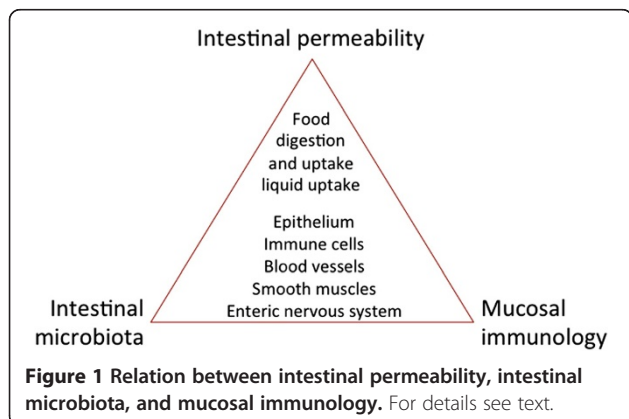 Intestinal permeability
Food
digestion
and uptake
liquid uptake
Epithelium
Immune cells
Blood vessels
Smooth muscles
Enteric nervous system
Intestinal
microbiota
Mucosal
immunology
Figure 1 Relation between intestinal permeability, intestinal
microbiota, and mucosal immunology. For details see text.